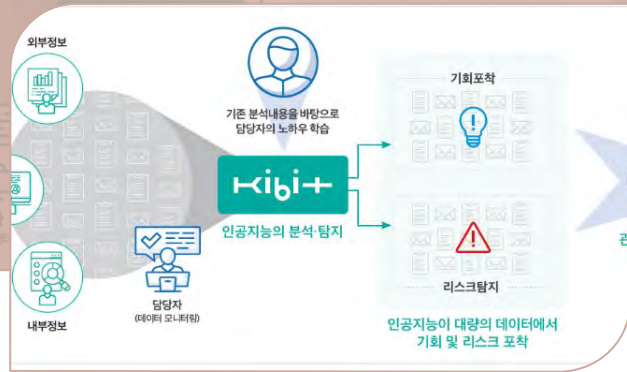 외부정보
기존 분석내용을 바탕으로
담당자의 노하우 학습
kibit
인공지능의 분석·탐지
담당자
(데이터 모니터링)
내부정보
기회포착
리스크탐지
인공지능이 대량의 데이터에서
기회 및 리스크 포착
관